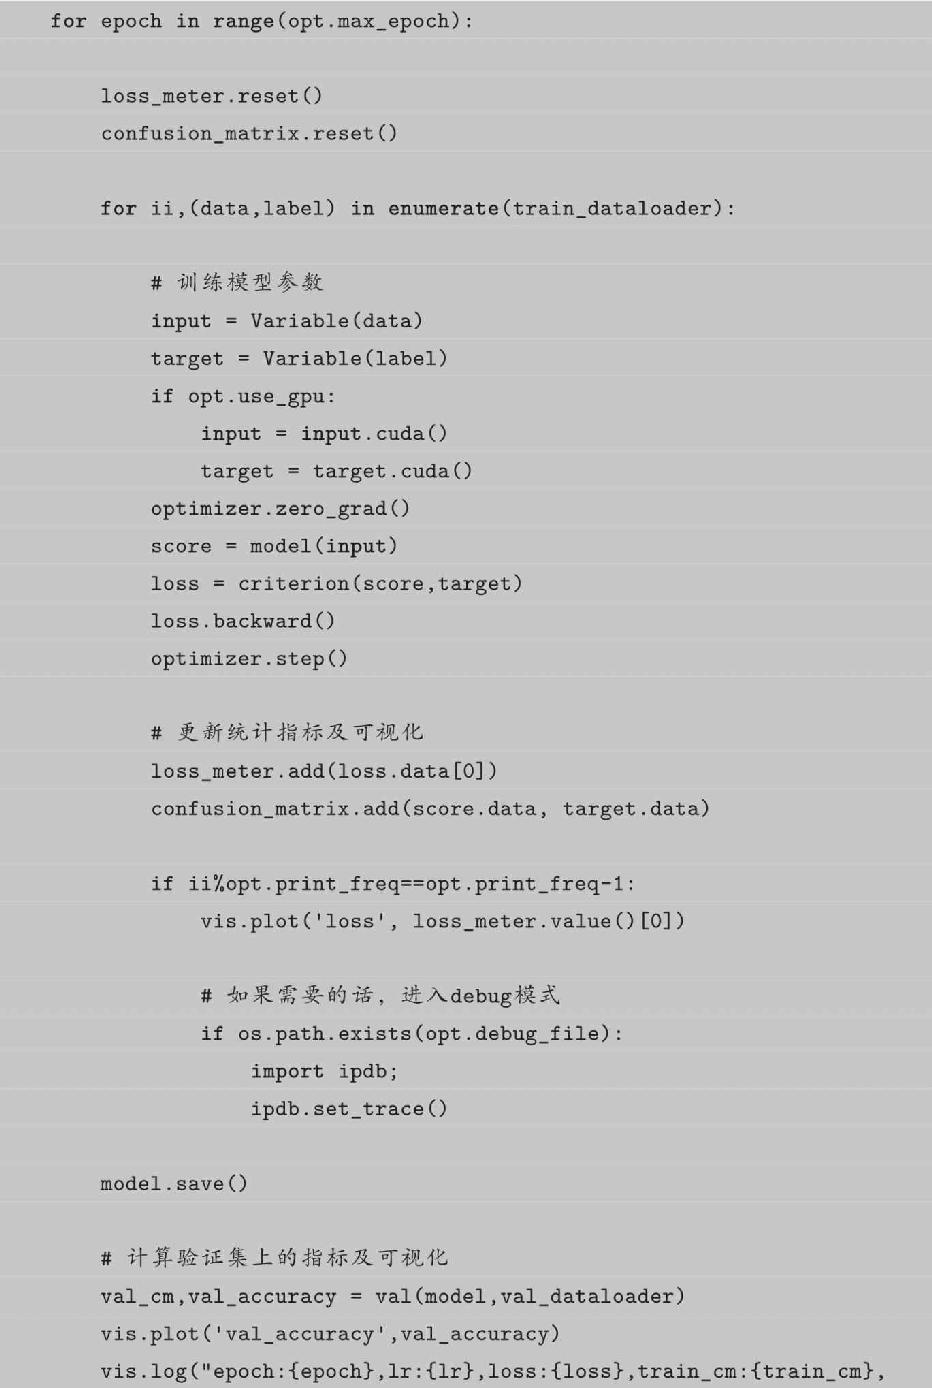 for epoch in range(opt.max_epoch):
loss_meter.reset()
confusion_matrix.reset()
for ii,(data,label) in enumerate(train_dataloader):
# 训练模型参数
input = Variable(data)
target = Variable(label)
if opt.use_gpu:
input = input.cuda()
target = target.cuda()
optimizer.zero_grad()
score = model(input)
loss = criterion(score,target)
loss.backward()
optimizer.step()
# 更新统计指标及可视化
loss_meter.add(loss.data[0])
confusion_matrix.add(score.data, target.data)
if ii%opt.print_freq==opt.print_freq-1:
vis.plot('loss', loss_meter.value()[0])
# 如果需要的话, 进入debug模式
if os.path.exists(opt.debug_file):
import ipdb;
ipdb.set_trace()
model.save()
# 计算验证集上的指标及可视化
val_cm,val_accuracy = val(model,val_dataloader)
vis.plot('val_accuracy',val_accuracy)
vis.log("epoch:{epoch},lr:{lr},loss:{loss},train_cm:{train_cm},